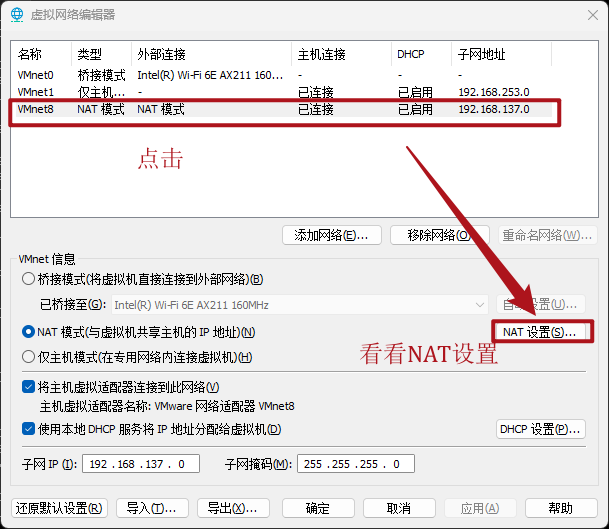 虚拟网络编辑器
名称 类型 外部连接 主机连接 DHCP 子网地址
VMnet0 桥接模式 Intel(R) Wi-Fi 6E AX211 160... - - -
VMnet1 仅主机... - 已连接 已启用 192.168.253.0
VMnet8 NAT 模式 NAT 模式 已连接 已启用 192.168.137.0
点击
添加网络(E)... 移除网络(O)... 重命名网络(W)...
VMnet 信息
桥接模式(将虚拟机直接连接到外部网络)(B)
已桥接至(G): Intel(R) Wi-Fi 6E AX211 160MHz 设置(U)...
NAT 模式(与虚拟机共享主机的 IP 地址)(N) NAT 设置(S)...
看看NAT设置
仅主机模式(在专用网络内连接虚拟机)(H)
将主机虚拟适配器连接到此网络(V)
主机虚拟适配器名称: VMware 网络适配器 VMnet8
使用本地 DHCP 服务将 IP 地址分配给虚拟机(D) DHCP 设置(P)...
子网 IP (I): 192 .168 .137 . 0 子网掩码(M): 255 .255 .255 . 0
还原默认设置(R) 导入(T)... 导出(X)... 确定 取消 应用(A) 帮助